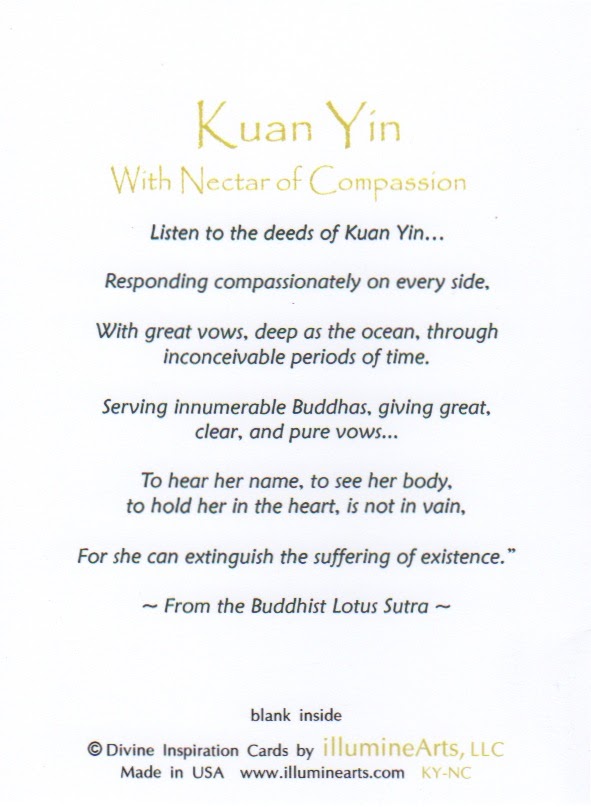 Kuan Yin
With Nectar of Compassion
Listen to the deeds of Kuan Yin...
Responding compassionately on every side,
With great vows, deep as the ocean, through
inconceivable periods of time.
Serving innumerable Buddhas, giving great,
clear, and pure vows...
To hear her name, to see her body,
to hold her in the heart, is not in vain,
For she can extinguish the suffering of existence.”
~ From the Buddhist Lotus Sutra ~
blank inside
© Divine Inspiration Cards by illumineArts, LLC
Made in USA www.illuminearts.com KY-NC